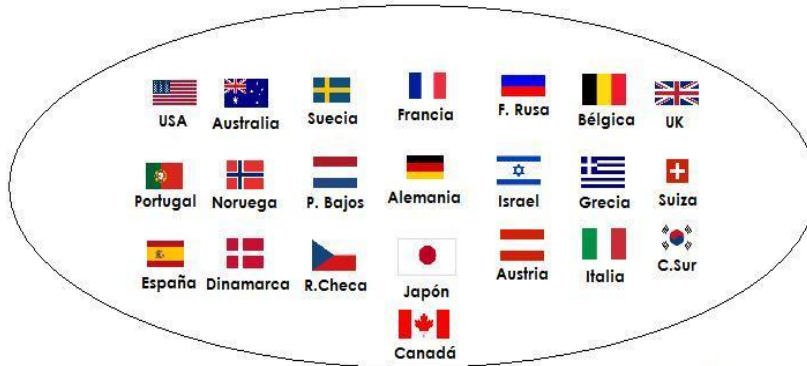 USA Australia Suecia Francia F. Rusa Bélgica UK
Portugal Noruega P. Bajos Alemania Israel Grecia Suiza
España Dinamarca R.Checa Japón Austria Italia C.Sur
Canadá